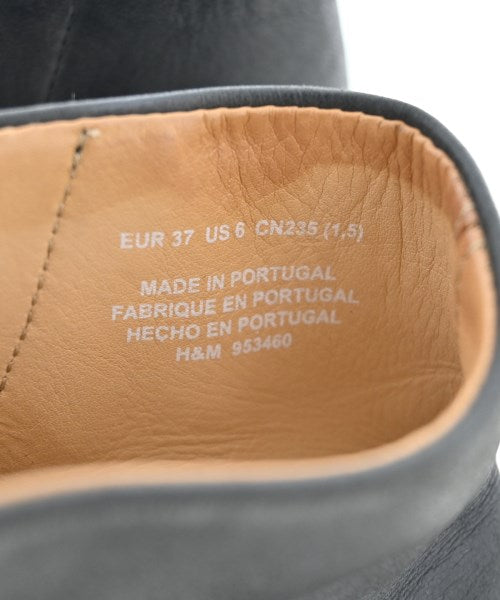 EUR 37 US 6 CN235 (1,5)
MADE IN PORTUGAL
FABRIQUE EN PORTUGAL
HECHO EN PORTUGAL
H&M 953460